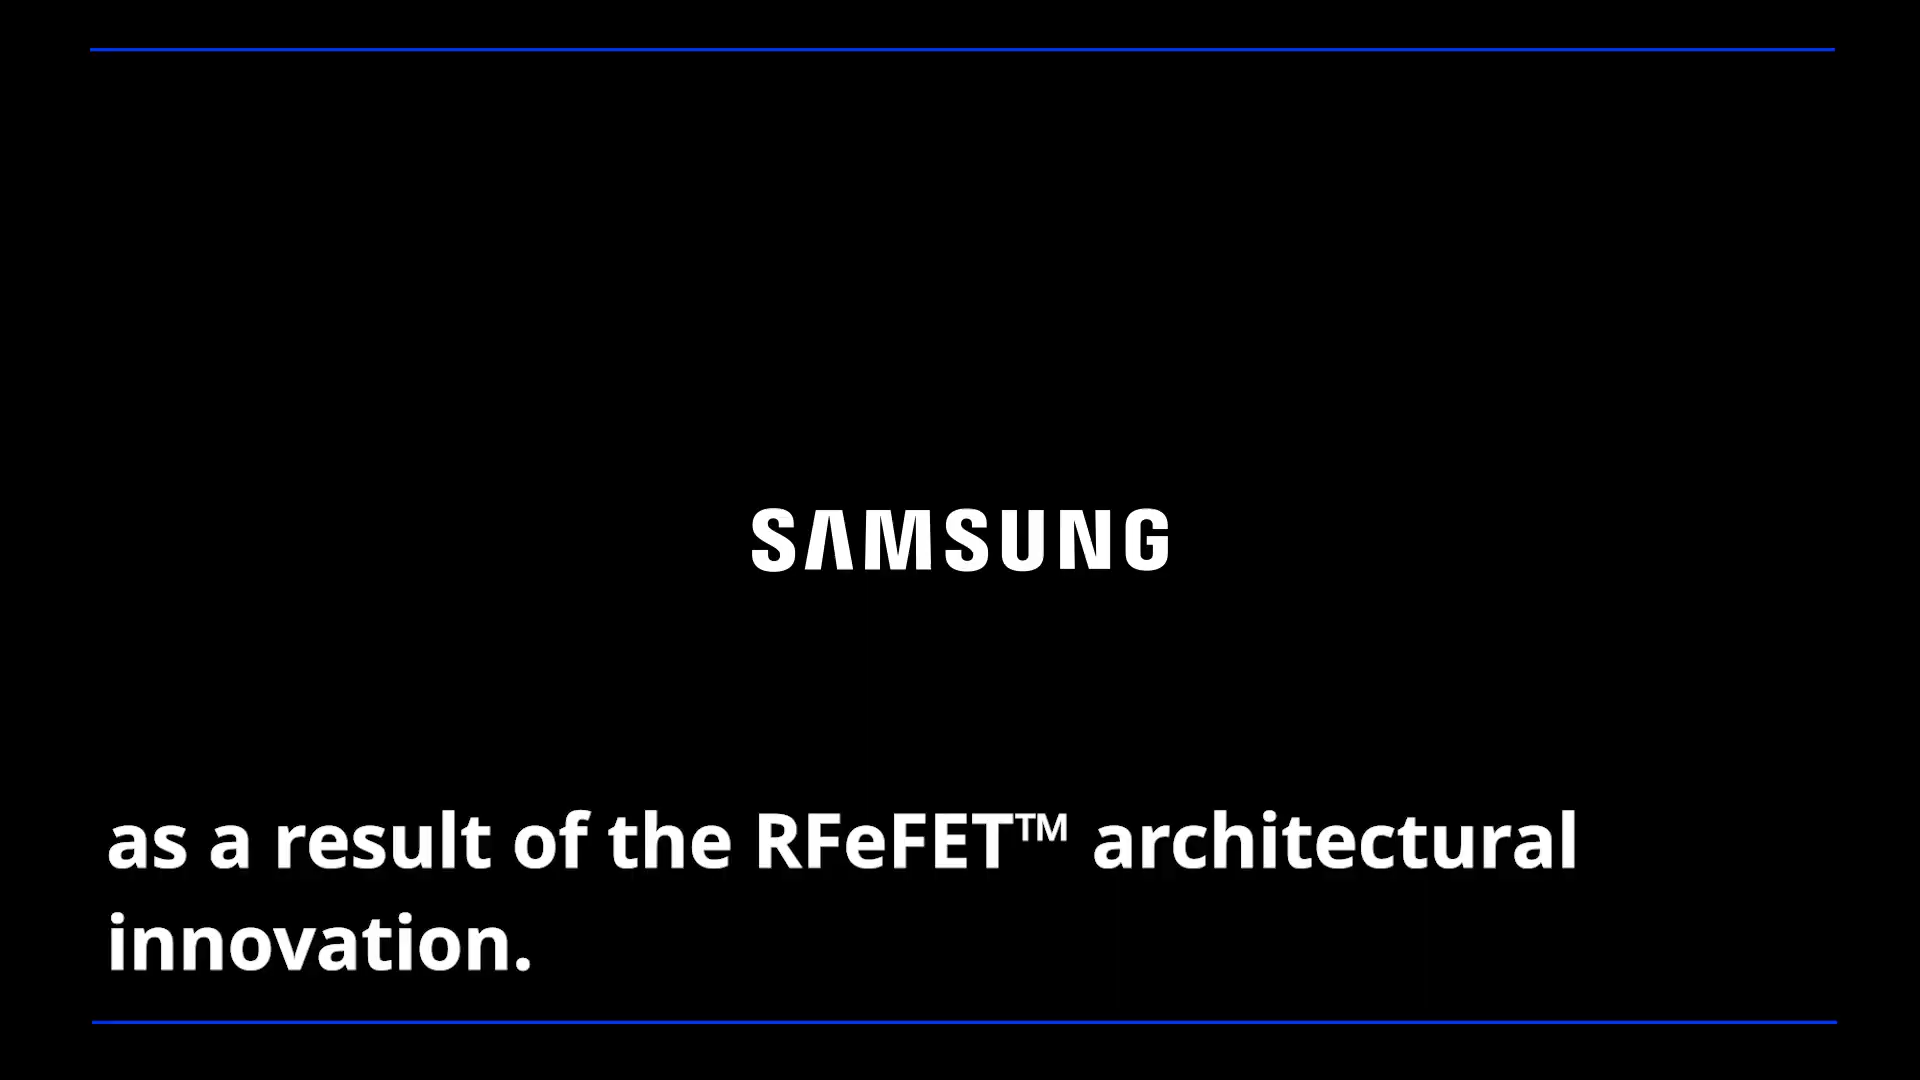 SAMSUNG
as a result of the RFeFET™ architectural
innovation.